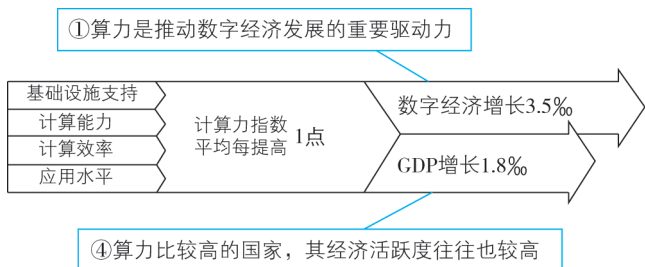 ①算力是推动数字经济发展的重要驱动力
基础设施支持
计算能力
计算效率
应用水平
计算力指数
平均每提高
1点
数字经济增长3.5‰
GDP增长1.8‰
④算力比较高的国家，其经济活跃度往往也较高